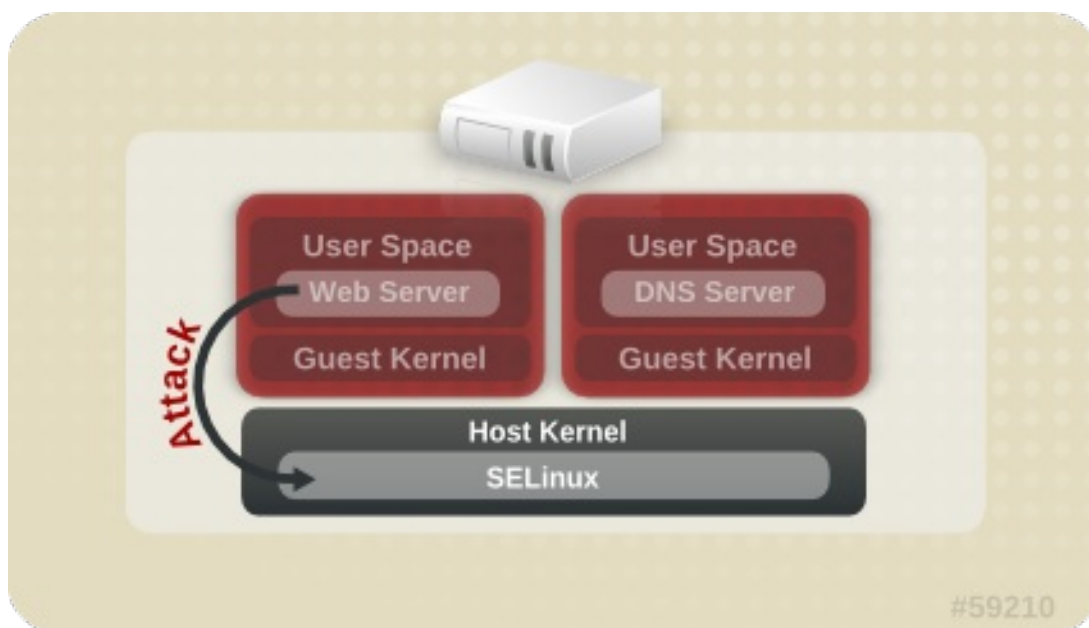 User Space
Web Server
Guest Kernel
User Space
DNS Server
Guest Kernel
Attack
Host Kernel
SELinux
#59210